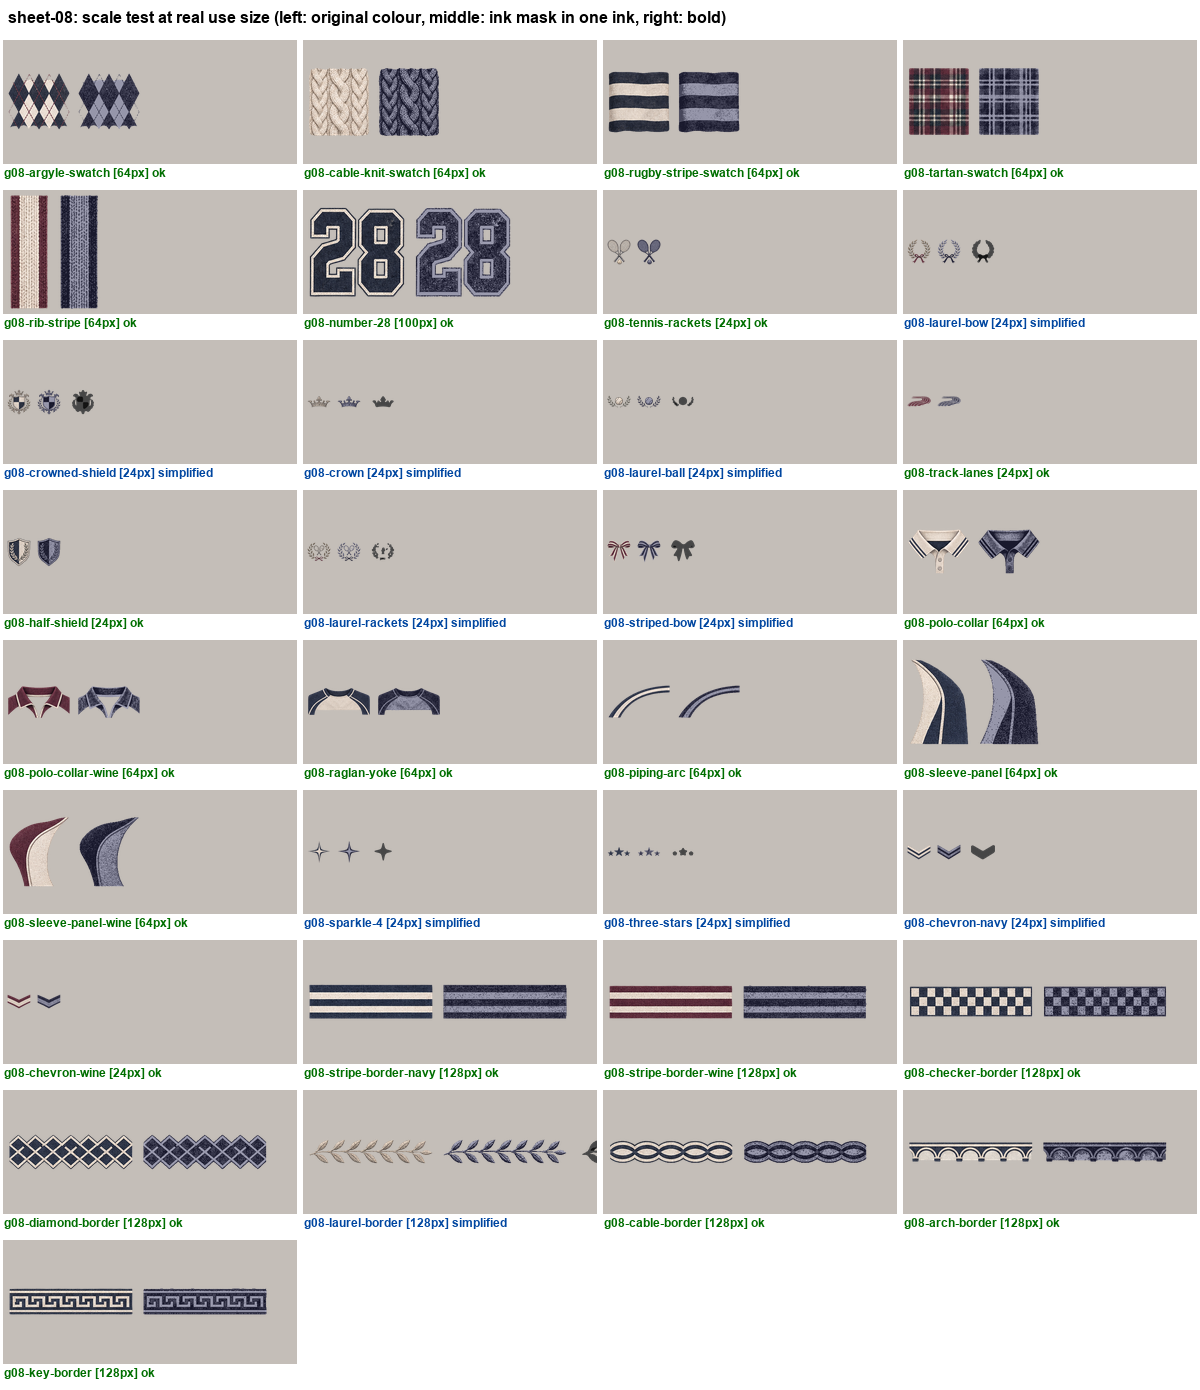 sheet-08: scale test at real use size (left: original colour, middle: ink mask in one ink, right: bold)
g08-argyle-swatch [64px] ok
g08-cable-knit-swatch [64px] ok
g08-rugby-stripe-swatch [64px] ok
g08-tartan-swatch [64px] ok
28 28
g08-rib-stripe [64px] ok
g08-number-28 [100px] ok
g08-tennis-rackets [24px] ok
g08-laurel-bow [24px] simplified
g08-crowned-shield [24px] simplified
g08-crown [24px] simplified
g08-laurel-ball [24px] simplified
g08-track-lanes [24px] ok
g08-half-shield [24px] ok
g08-laurel-rackets [24px] simplified
g08-striped-bow [24px] simplified
g08-polo-collar [64px] ok
g08-polo-collar-wine [64px] ok
g08-raglan-yoke [64px] ok
g08-piping-arc [64px] ok
g08-sleeve-panel [64px] ok
g08-sleeve-panel-wine [64px] ok
g08-sparkle-4 [24px] simplified
g08-three-stars [24px] simplified
g08-chevron-navy [24px] simplified
g08-chevron-wine [24px] ok
g08-stripe-border-navy [128px] ok
g08-stripe-border-wine [128px] ok
g08-checker-border [128px] ok
g08-diamond-border [128px] ok
g08-laurel-border [128px] simplified
g08-cable-border [128px] ok
g08-arch-border [128px] ok
g08-key-border [128px] ok